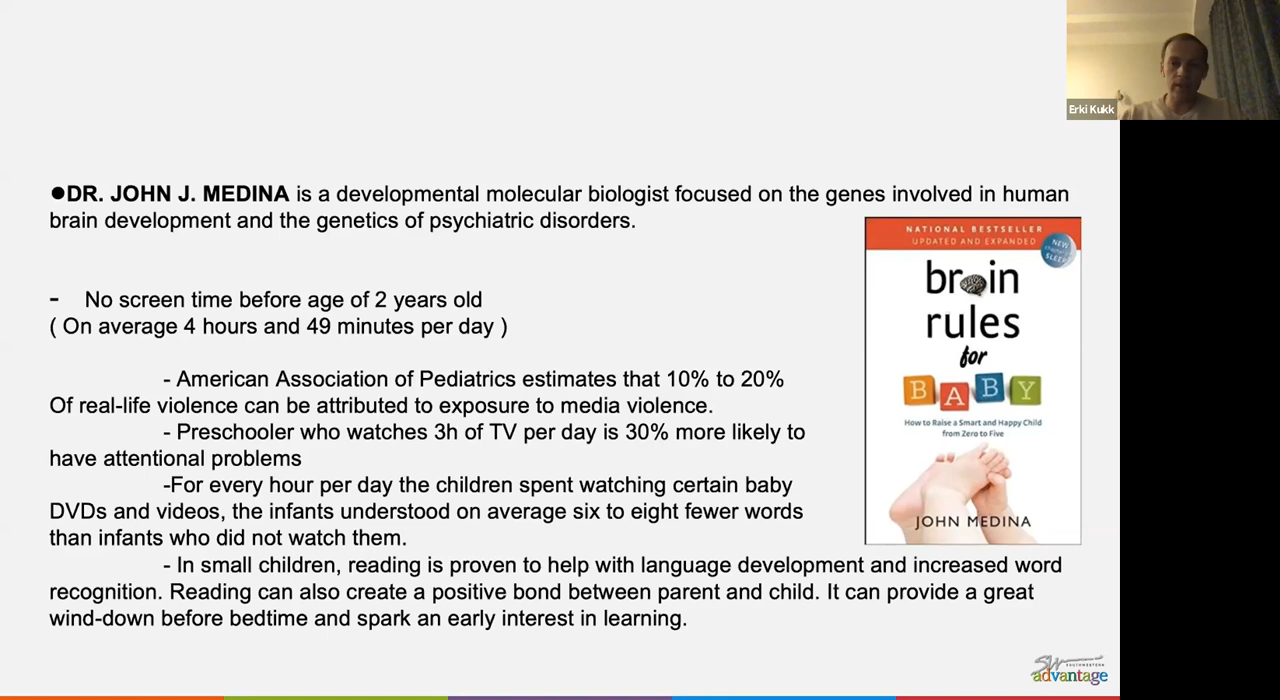 Erki Kukk
●DR. JOHN J. MEDINA is a developmental molecular biologist focused on the genes involved in human
brain development and the genetics of psychiatric disorders.
- No screen time before age of 2 years old
( On average 4 hours and 49 minutes per day )
- American Association of Pediatrics estimates that 10% to 20%
Of real-life violence can be attributed to exposure to media violence.
- Preschooler who watches 3h of TV per day is 30% more likely to
have attentional problems
-For every hour per day the children spent watching certain baby
DVDs and videos, the infants understood on average six to eight fewer words
than infants who did not watch them.
- In small children, reading is proven to help with language development and increased word
recognition. Reading can also create a positive bond between parent and child. It can provide a great
wind-down before bedtime and spark an early interest in learning.
NATIONAL BESTSELLER
UPDATED AND EXPANDED
NEW
SLEEP
brain
rules
for
BABY
How to Raise a Smart and Happy Child
from Zero to Five
JOHN MEDINA
SW
SOUTHWESTERN
advantage